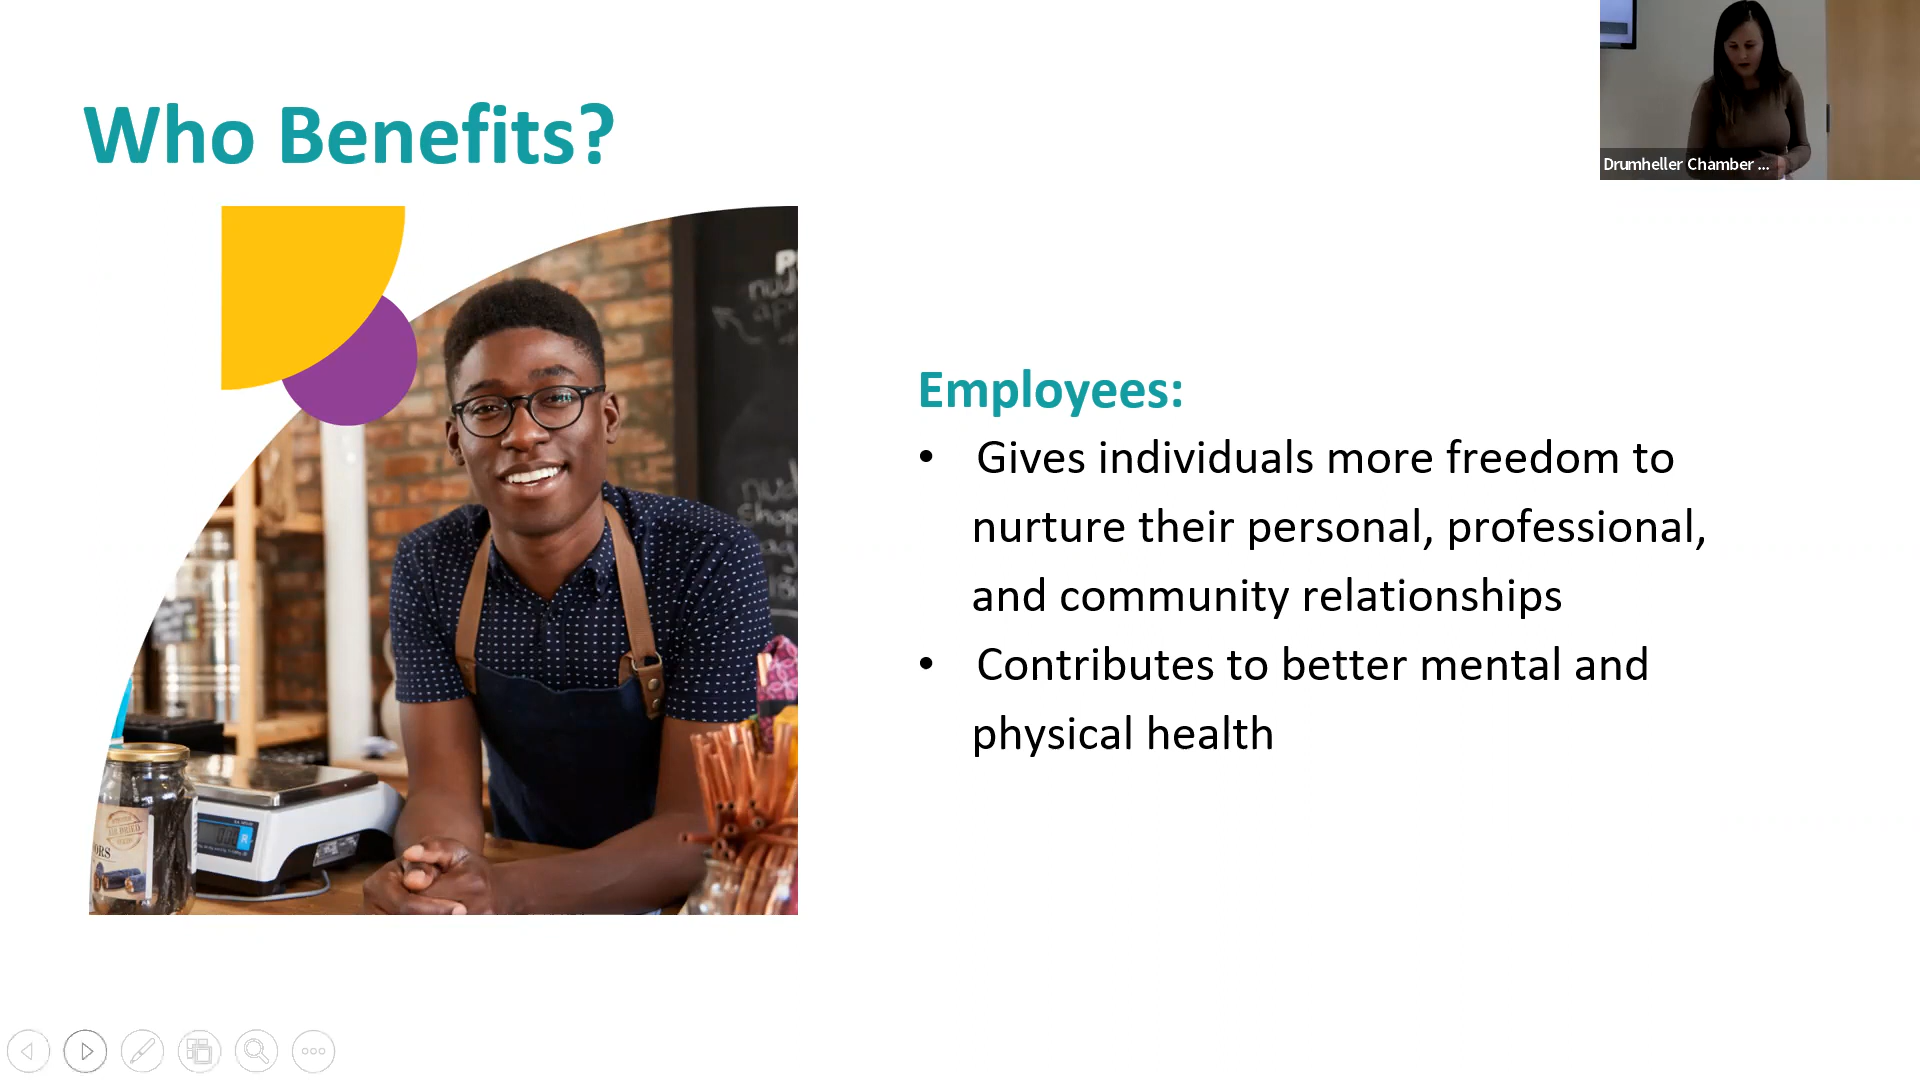 Who Benefits?
Drumheller Chamber ...
Employees:
• Gives individuals more freedom to
nurture their personal, professional,
and community relationships
• Contributes to better mental and
physical health
ORS